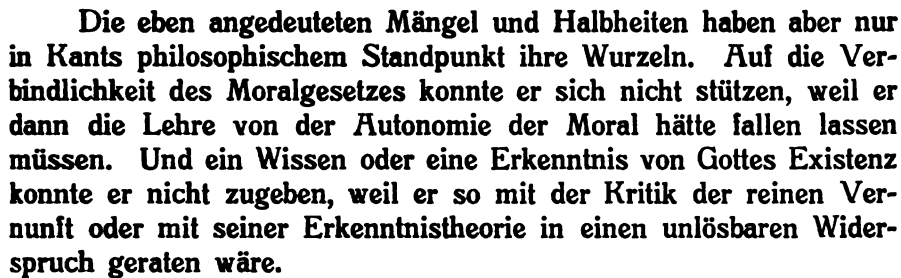 Die eben angedeuteten Mängel und Halbheiten haben aber nur
in Kants philosophischem Standpunkt ihre Wurzeln. Auf die Ver-
bindlichkeit des Moralgesetzes konnte er sich nicht stützen, weil er
dann die Lehre von der Autonomie der Moral hätte fallen lassen
müssen. Und ein Wissen oder eine Erkenntnis von Gottes Existenz
konnte er nicht zugeben, weil er so mit der Kritik der reinen Ver-
nunft oder mit seiner Erkenntnistheorie in einen unlösbaren Wider-
spruch geraten wäre.